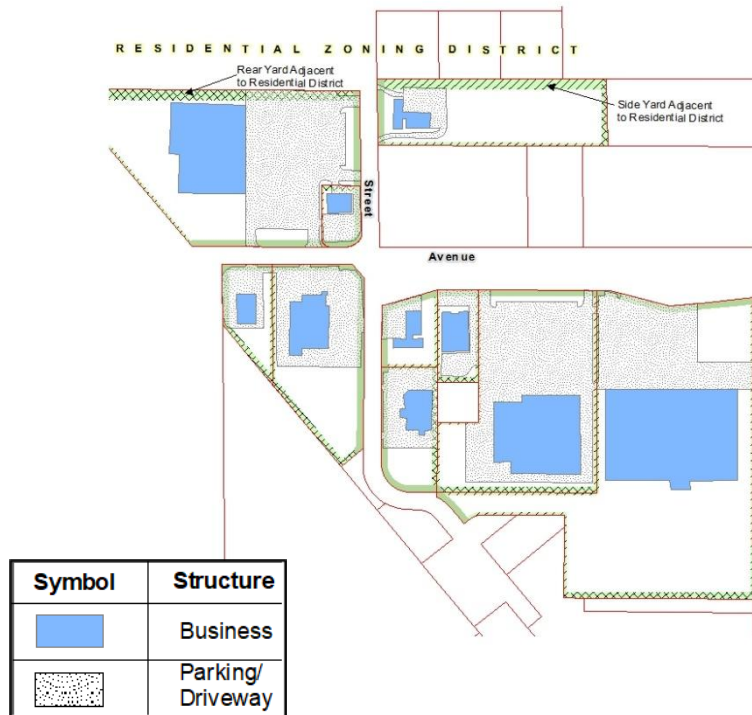 RESIDENTIAL ZONING DISTRICT
Rear Yard Adjacent
to Residential District
Side Yard Adjacent
to Residential District
Street
Avenue
Symbol Structure
Business
Parking/
Driveway